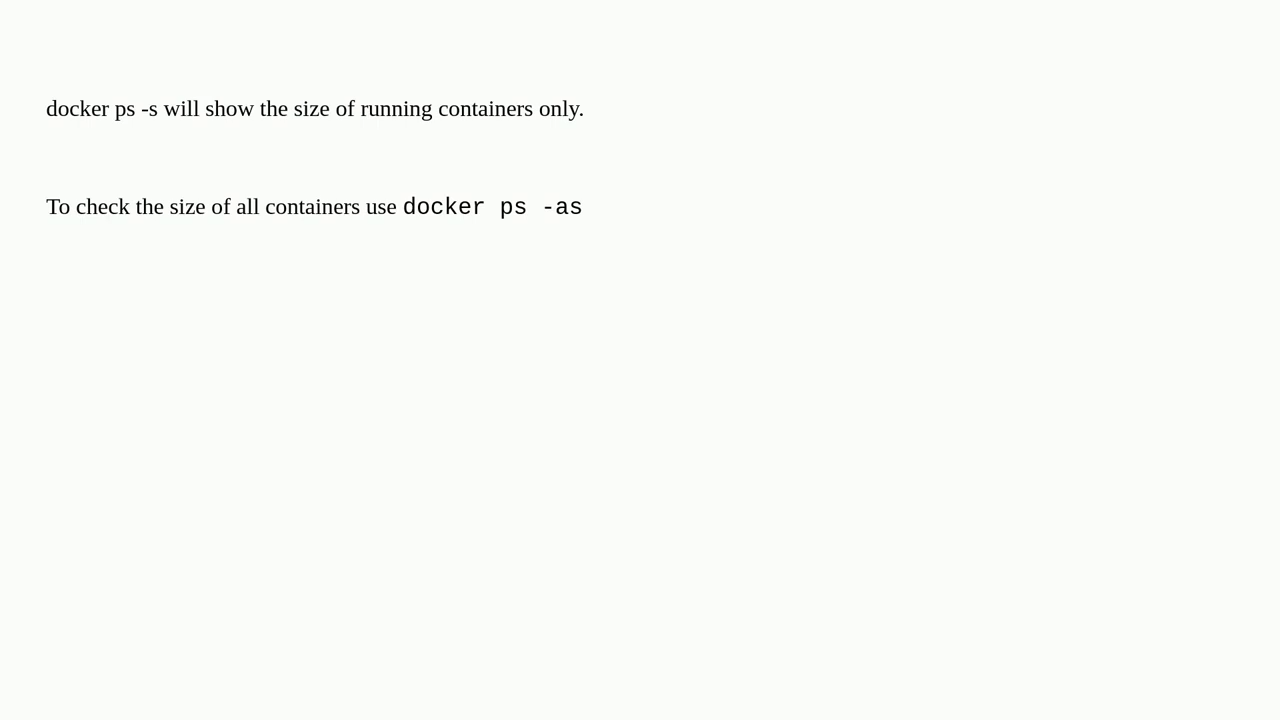 docker ps -s will show the size of running containers only.
To check the size of all containers use docker ps -as